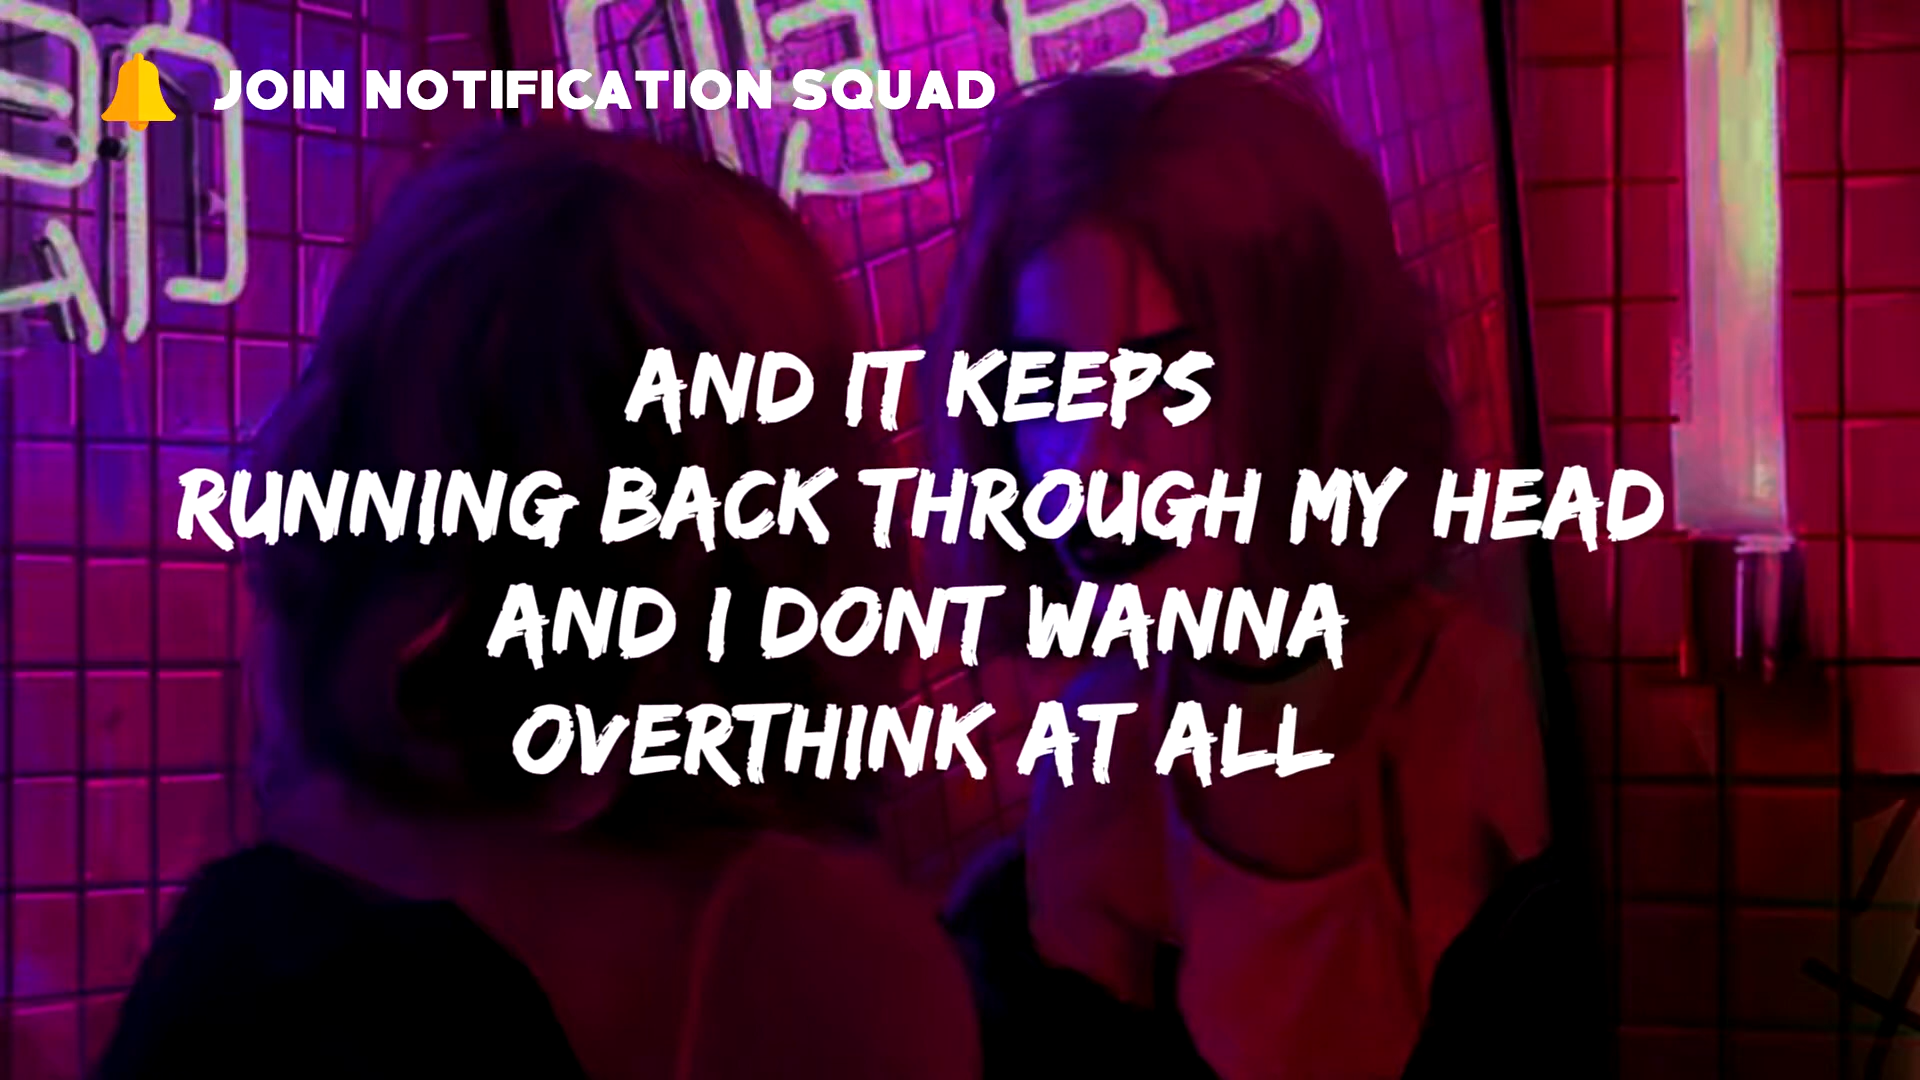 JOIN NOTIFICATION SQUAD
AND IT KEEPS
RUNNING BACK THROUGH MY HEAD
AND I DONT WANNA
OVERTHINK AT ALL